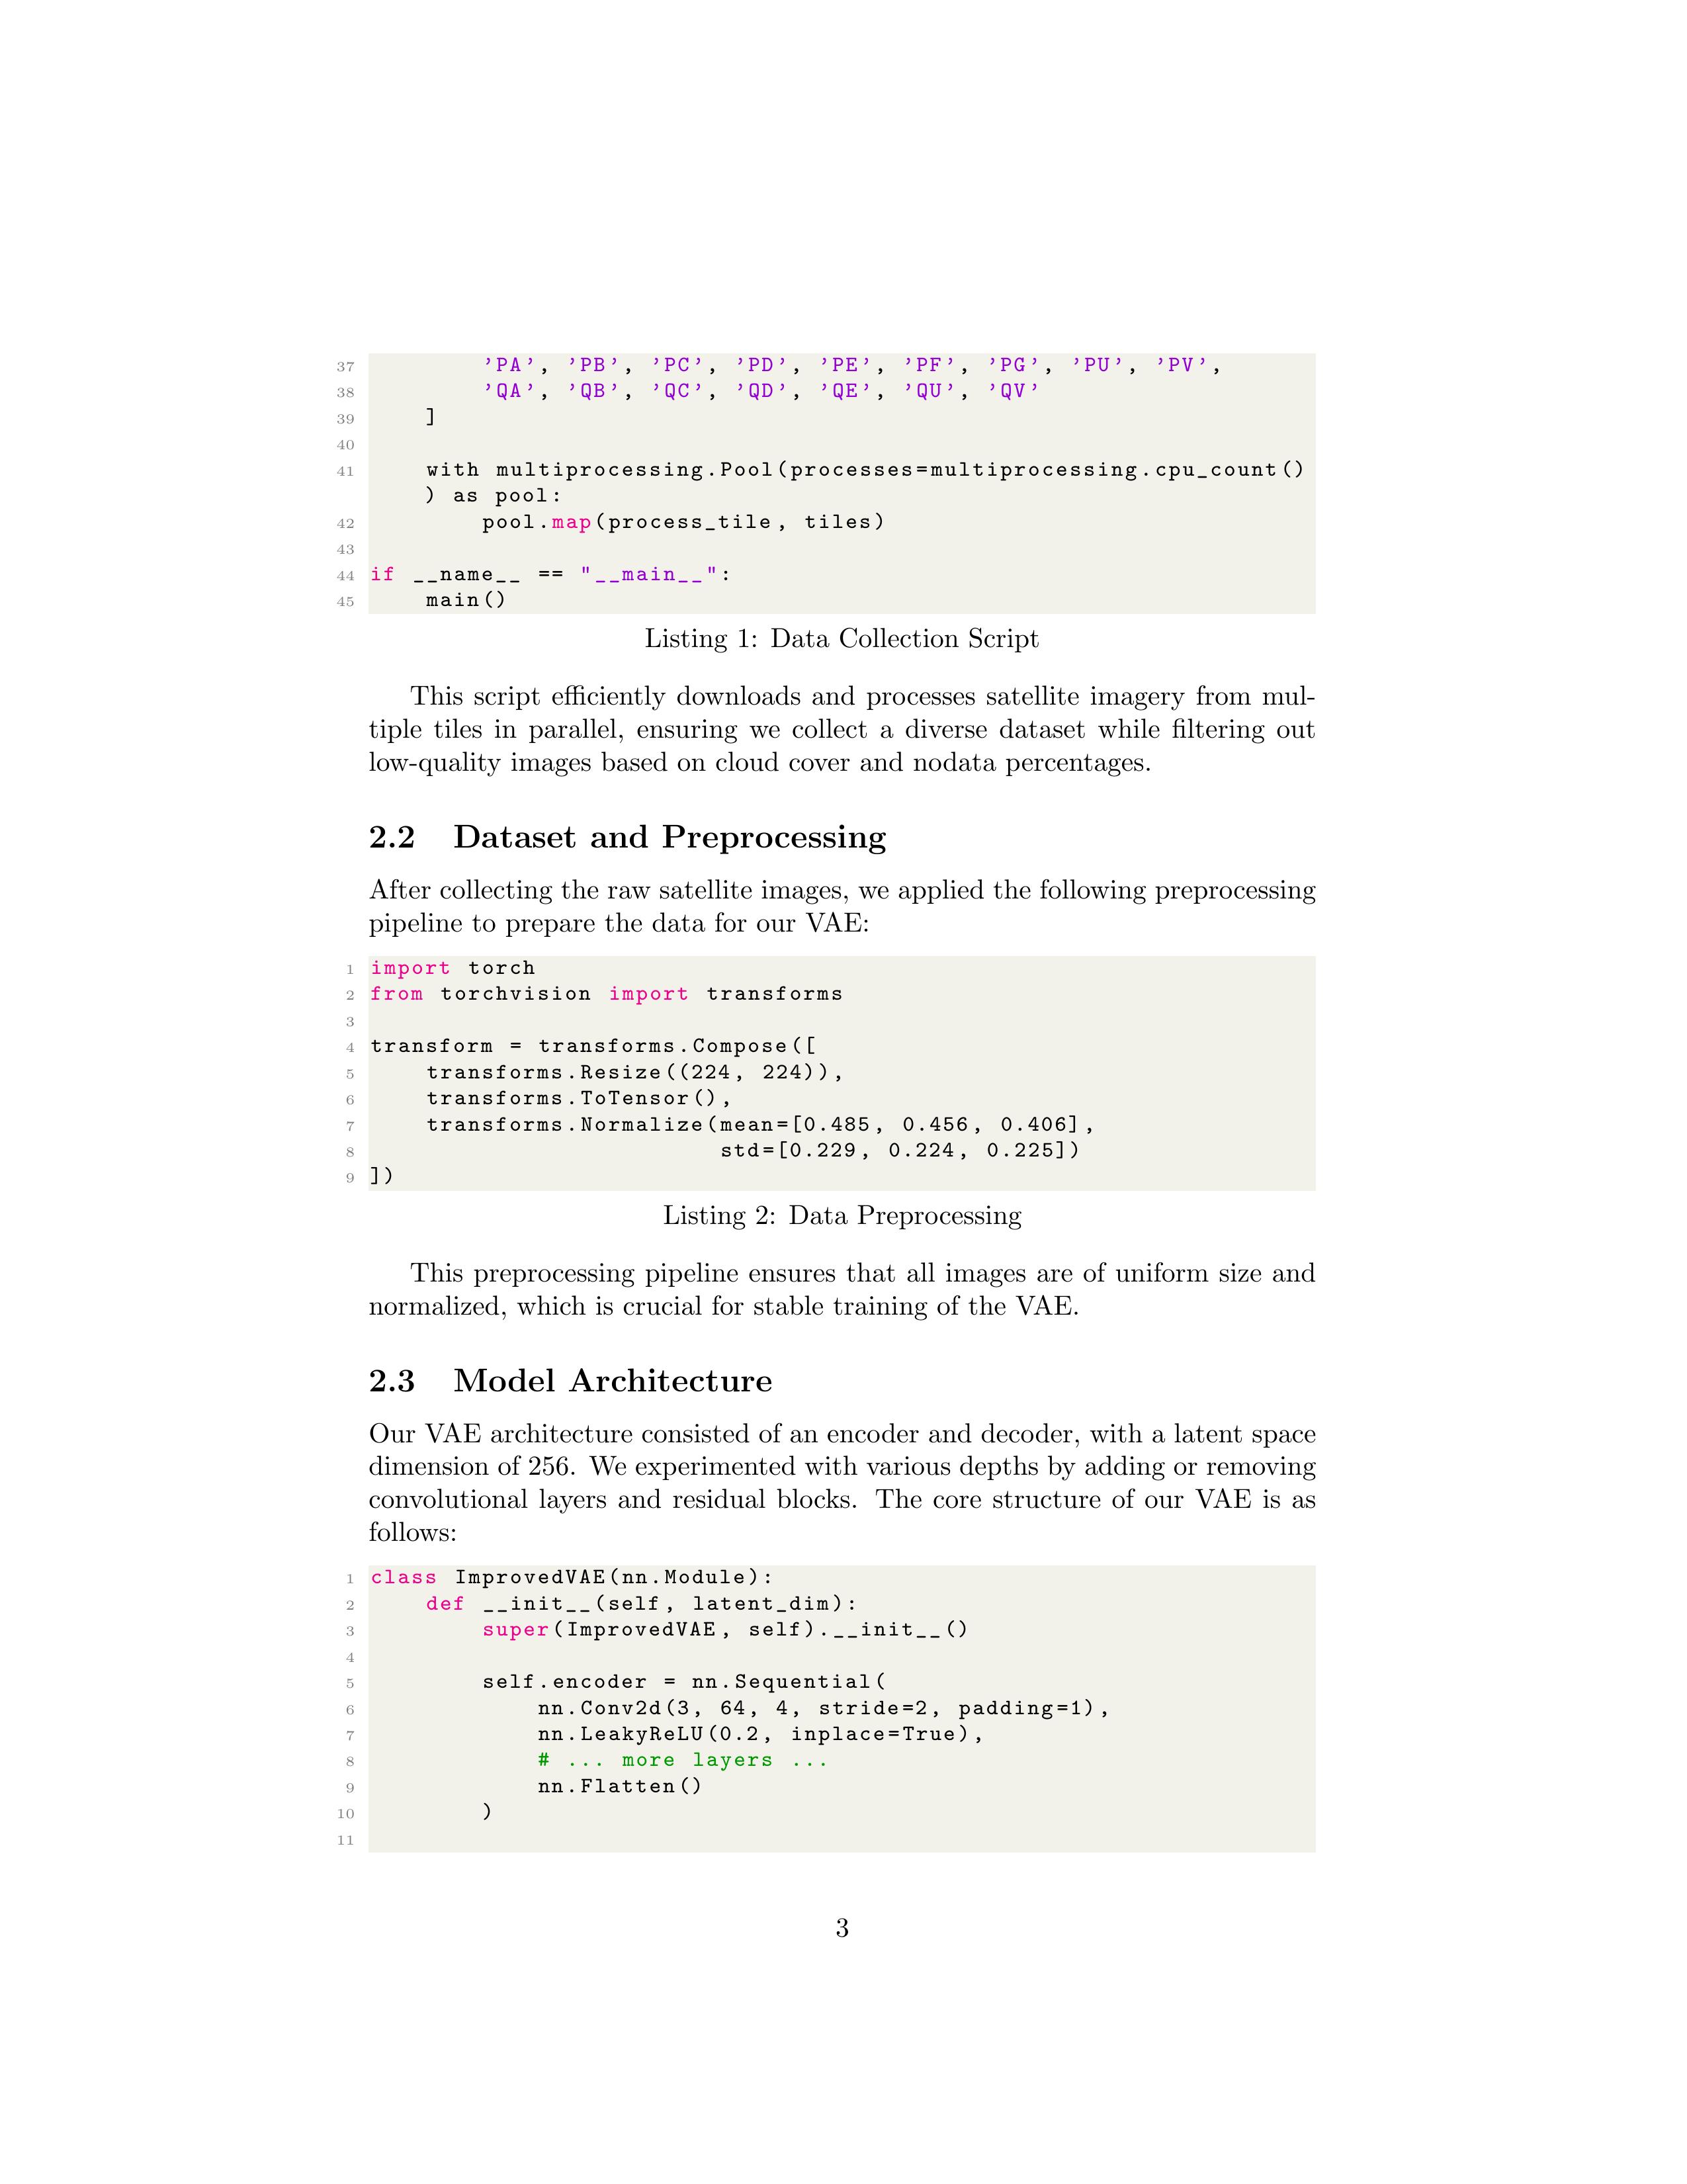 37 'PA', 'PB', 'PC', 'PD', 'PE', 'PF', 'PG', 'PU', 'PV',
38 'QA', 'QB', 'QC', 'QD', 'QE', 'QU', 'QV'
39 ]
40
41 with multiprocessing.Pool(processes=multiprocessing.cpu_count()
) as pool:
42 pool.map(process_tile, tiles)
43
44 if __name__ == "__main__":
45 main()
Listing 1: Data Collection Script
This script efficiently downloads and processes satellite imagery from mul-
tiple tiles in parallel, ensuring we collect a diverse dataset while filtering out
low-quality images based on cloud cover and nodata percentages.
2.2 Dataset and Preprocessing
After collecting the raw satellite images, we applied the following preprocessing
pipeline to prepare the data for our VAE:
1 import torch
2 from torchvision import transforms
3
4 transform = transforms.Compose([
5 transforms.Resize((224, 224)),
6 transforms.ToTensor(),
7 transforms.Normalize(mean=[0.485, 0.456, 0.406],
8 std=[0.229, 0.224, 0.225])
9 ])
Listing 2: Data Preprocessing
This preprocessing pipeline ensures that all images are of uniform size and
normalized, which is crucial for stable training of the VAE.
2.3 Model Architecture
Our VAE architecture consisted of an encoder and decoder, with a latent space
dimension of 256. We experimented with various depths by adding or removing
convolutional layers and residual blocks. The core structure of our VAE is as
follows:
1 class ImprovedVAE(nn.Module):
2 def __init__(self, latent_dim):
3 super(ImprovedVAE, self).__init__()
4
5 self.encoder = nn.Sequential(
6 nn.Conv2d(3, 64, 4, stride=2, padding=1),
7 nn.LeakyReLU(0.2, inplace=True),
8 # ... more layers ...
9 nn.Flatten()
10 )
11
3